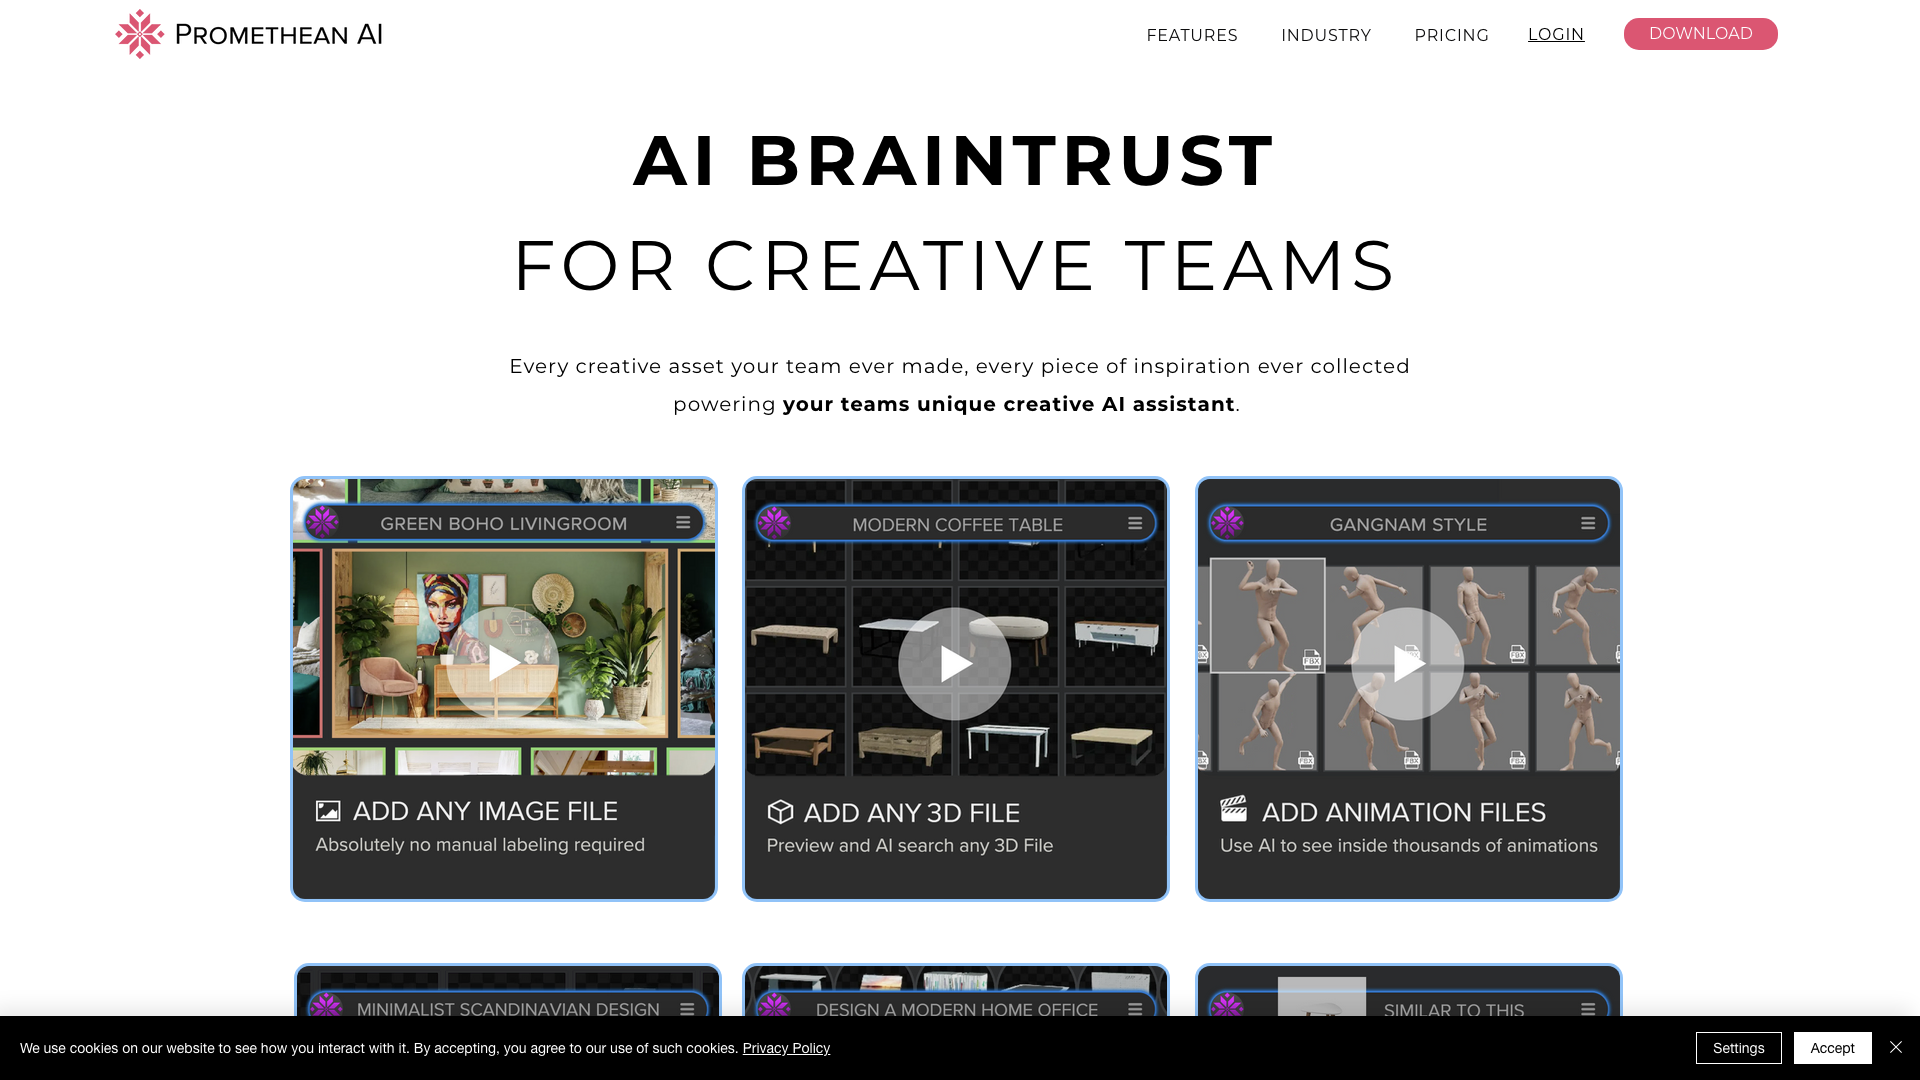 PROMETHEAN AI
FEATURES
INDUSTRY
PRICING
LOGIN
DOWNLOAD
AI BRAINTRUST
FOR CREATIVE TEAMS
Every creative asset your team ever made, every piece of inspiration ever collected
powering your teams unique creative AI assistant.
GREEN BOHO LIVINGROOM
ADD ANY IMAGE FILE
Absolutely no manual labeling required
MODERN COFFEE TABLE
ADD ANY 3D FILE
Preview and AI search any 3D File
GANGNAM STYLE
FBX
FBX
FBX
FBX
FBX
FBX
ADD ANIMATION FILES
Use AI to see inside thousands of animations
MINIMALIST SCANDINAVIAN DESIGN
DESIGN A MODERN HOME OFFICE
SIMILAR TO THIS
We use cookies on our website to see how you interact with it. By accepting, you agree to our use of such cookies. Privacy Policy
Settings
Accept